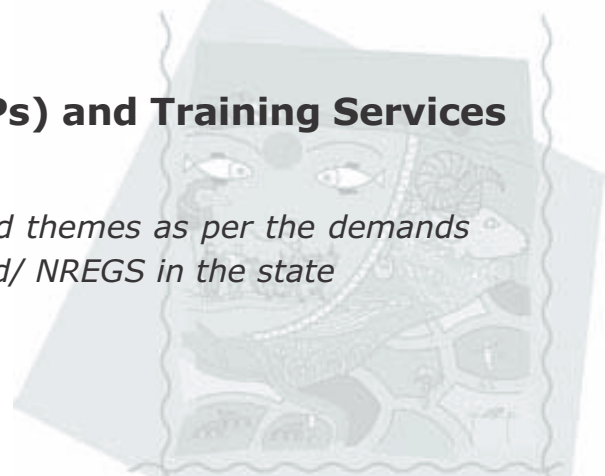 Ps) and Training Services
d themes as per the demands
d/ NREGS in the state